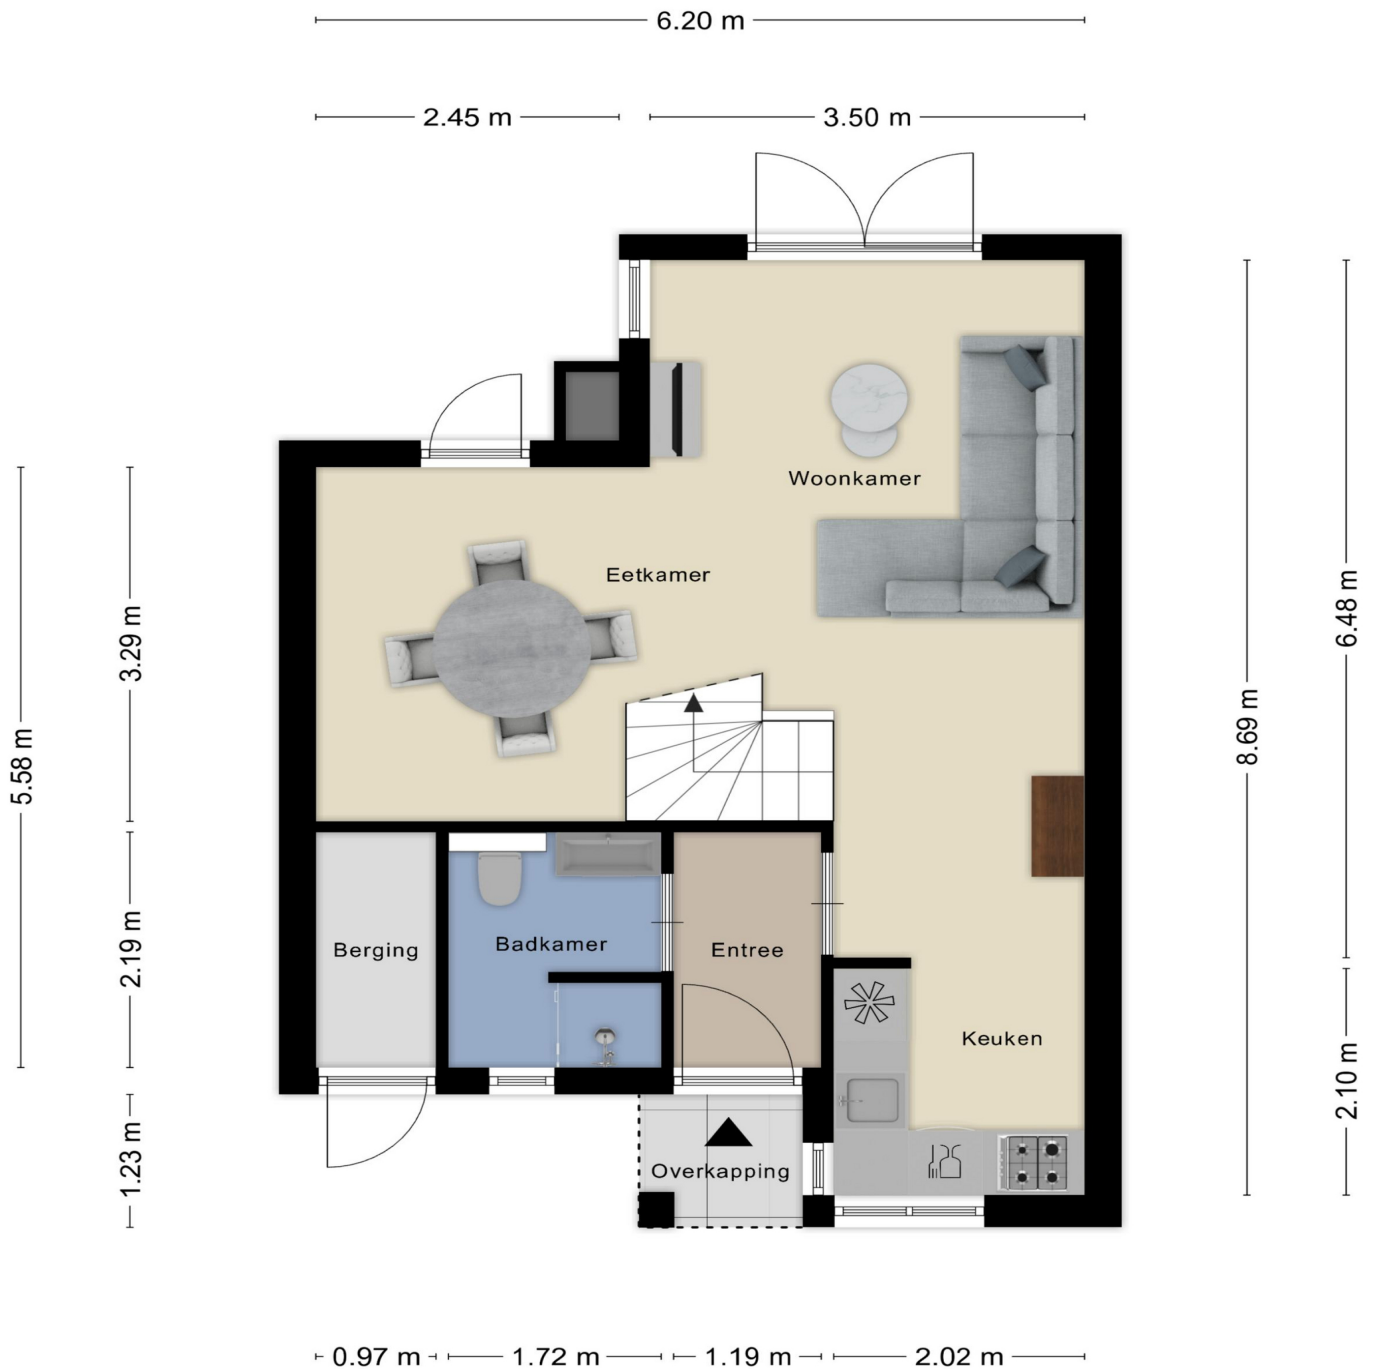 6.20 m
2.45 m
3.50 m
Woonkamer
Eetkamer
3.29 m
6.48 m
8.69 m
5.58 m
Badkamer
Berging
Entree
2.19 m
Keuken
2.10 m
1.23 m
Overkapping
0.97 m
1.72 m
1.19 m
2.02 m